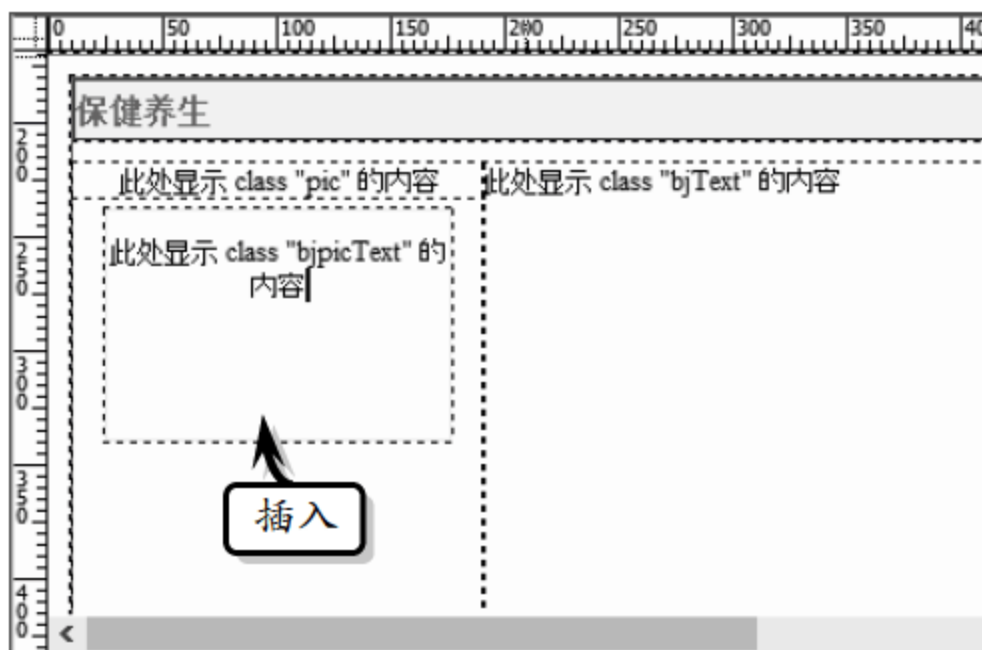 0 50 100 150 200 250 300 350 40
200
250
300
350
400
保健养生
此处显示 class "pic" 的内容
此处显示 class "bjText" 的内容
此处显示 class "bjpicText" 的
内容
插入